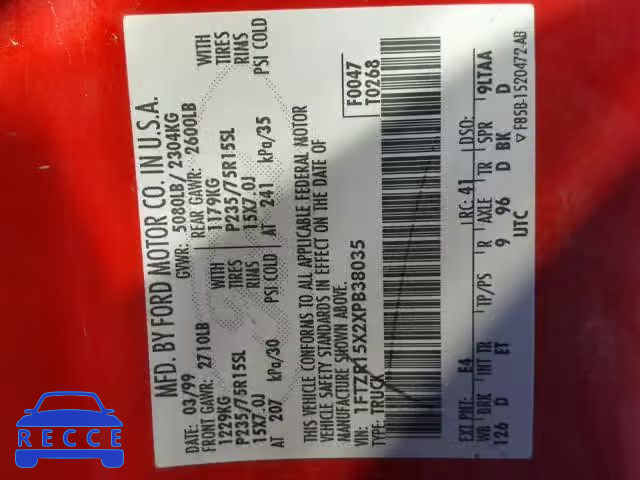 MFD. BY FORD MOTOR CO. IN U.S.A.
DATE: 03/99 GVWR: 5080LB/ 2304KG
FRONT GAWR: 2710LB REAR GAWR: 2600LB
1229KG WITH 1179KG WITH
P235/75R15SL TIRES P235/75R15SL TIRES
15X7.0J RIMS 15X7.0J RIMS
AT 207 kPa/30 PSI COLD AT 241 kPa/35 PSI COLD
THIS VEHICLE CONFORMS TO ALL APPLICABLE FEDERAL MOTOR
VEHICLE SAFETY STANDARDS IN EFFECT ON THE DATE OF
MANUFACTURE SHOWN ABOVE.
VIN: 1FTZR15X2XPB38035 F0047
TYPE: TRUCK T0268
EXT PNT: E4 RC: 41 DSO:
WB BRK INT TR TP/PS R AXLE TR SPR 9LTAA
126 D ET 9 96 D BK D
UTC ▽F85B-1520472-AB
RECORD
RECCE